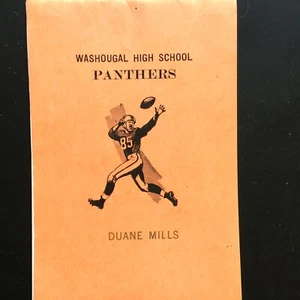 WASHOUGAL HIGH SCHOOL
PANTHERS
85
DUANE MILLS